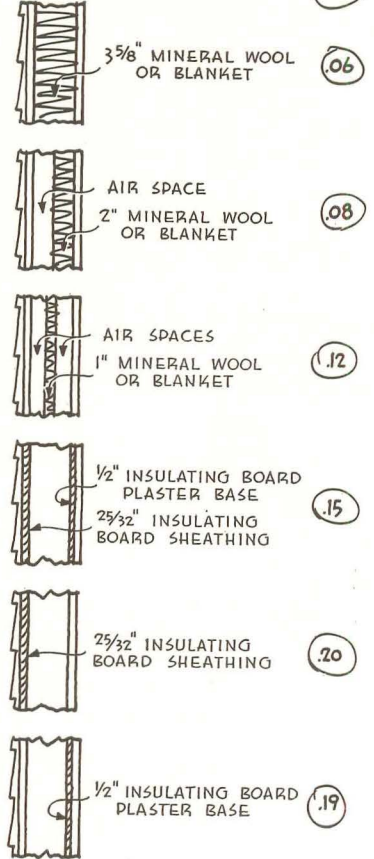 3 5/8" MINERAL WOOL
OR BLANKET
.06
AIR SPACE
2" MINERAL WOOL
OR BLANKET
.08
AIR SPACES
1" MINERAL WOOL
OR BLANKET
.12
1/2" INSULATING BOARD
PLASTER BASE
25/32" INSULATING
BOARD SHEATHING
.15
25/32" INSULATING
BOARD SHEATHING
.20
1/2" INSULATING BOARD
PLASTER BASE
.19